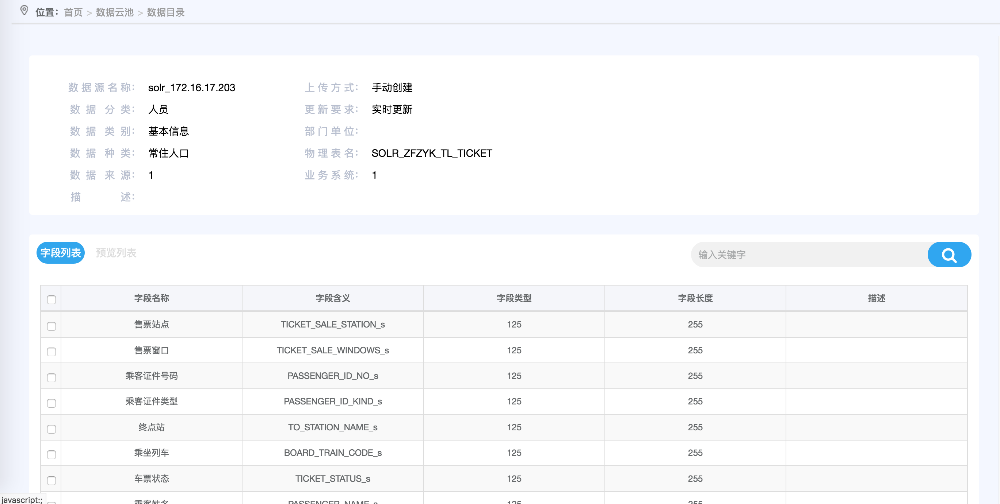 位置： 首页 > 数据云池 > 数据目录
数据源名称： solr_172.16.17.203 上传方式： 手动创建
数据分类： 人员 更新要求： 实时更新
数据类别： 基本信息 部门单位：
数据种类： 常住人口 物理表名： SOLR_ZFZYK_TL_TICKET
数据来源： 1 业务系统： 1
描述：
字段列表 预览列表 输入关键字
字段名称 字段含义 字段类型 字段长度 描述
售票站点 TICKET_SALE_STATION_s 125 255
售票窗口 TICKET_SALE_WINDOWS_s 125 255
乘客证件号码 PASSENGER_ID_NO_s 125 255
乘客证件类型 PASSENGER_ID_KIND_s 125 255
终点站 TO_STATION_NAME_s 125 255
乘坐列车 BOARD_TRAIN_CODE_s 125 255
车票状态 TICKET_STATUS_s 125 255
乘客姓名 PASSENGER_NAME_s 125 255
javascript:;